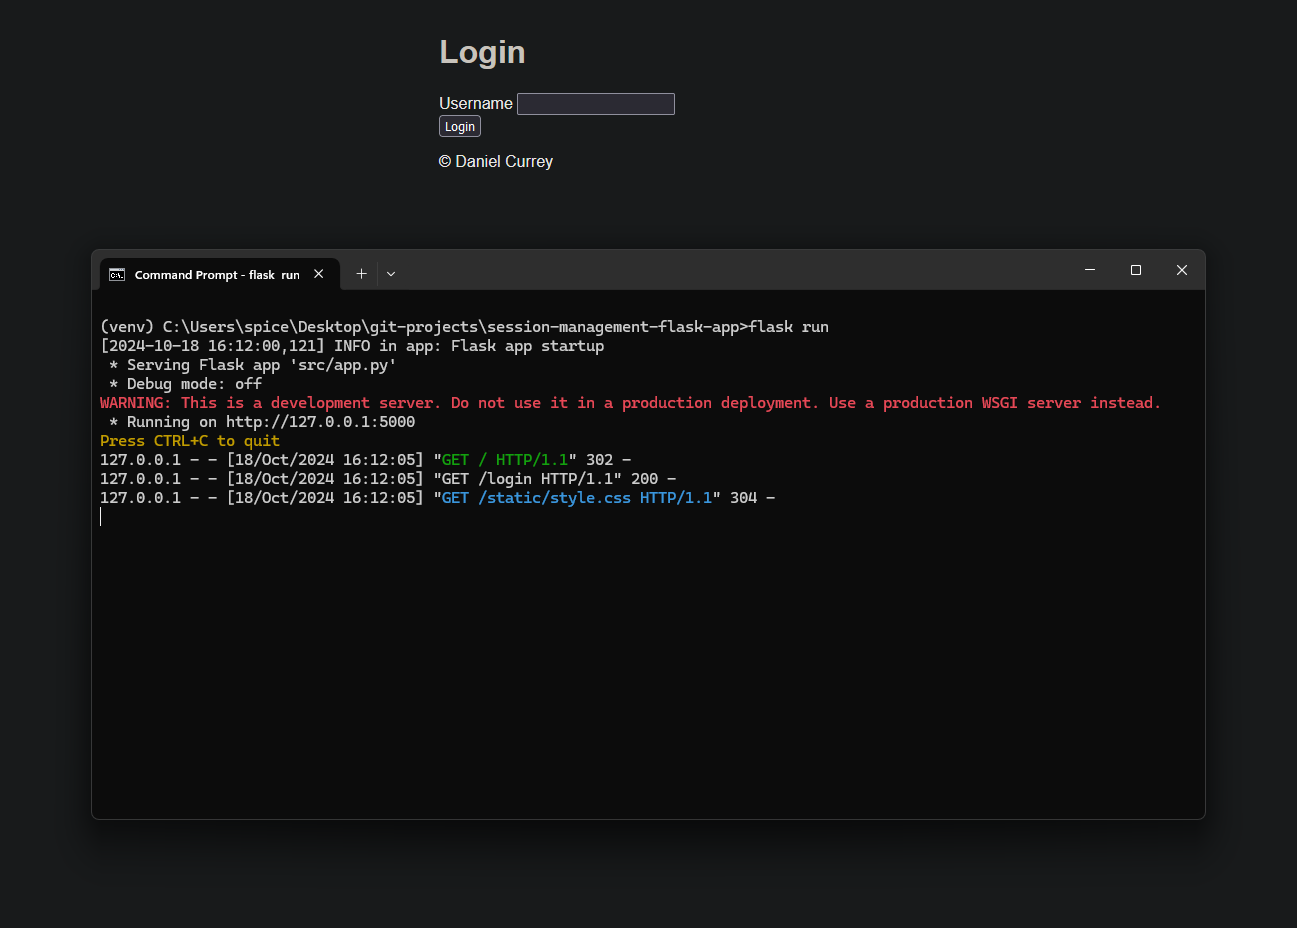 Login
Username
Login
© Daniel Currey
Command Prompt - flask  run
(venv) C:\Users\spice\Desktop\git-projects\session-management-flask-app>flask run
[2024-10-18 16:12:00,121] INFO in app: Flask app startup
 * Serving Flask app 'src/app.py'
 * Debug mode: off
WARNING: This is a development server. Do not use it in a production deployment. Use a production WSGI server instead.
 * Running on http://127.0.0.1:5000
Press CTRL+C to quit
127.0.0.1 - - [18/Oct/2024 16:12:05] "GET / HTTP/1.1" 302 -
127.0.0.1 - - [18/Oct/2024 16:12:05] "GET /login HTTP/1.1" 200 -
127.0.0.1 - - [18/Oct/2024 16:12:05] "GET /static/style.css HTTP/1.1" 304 -